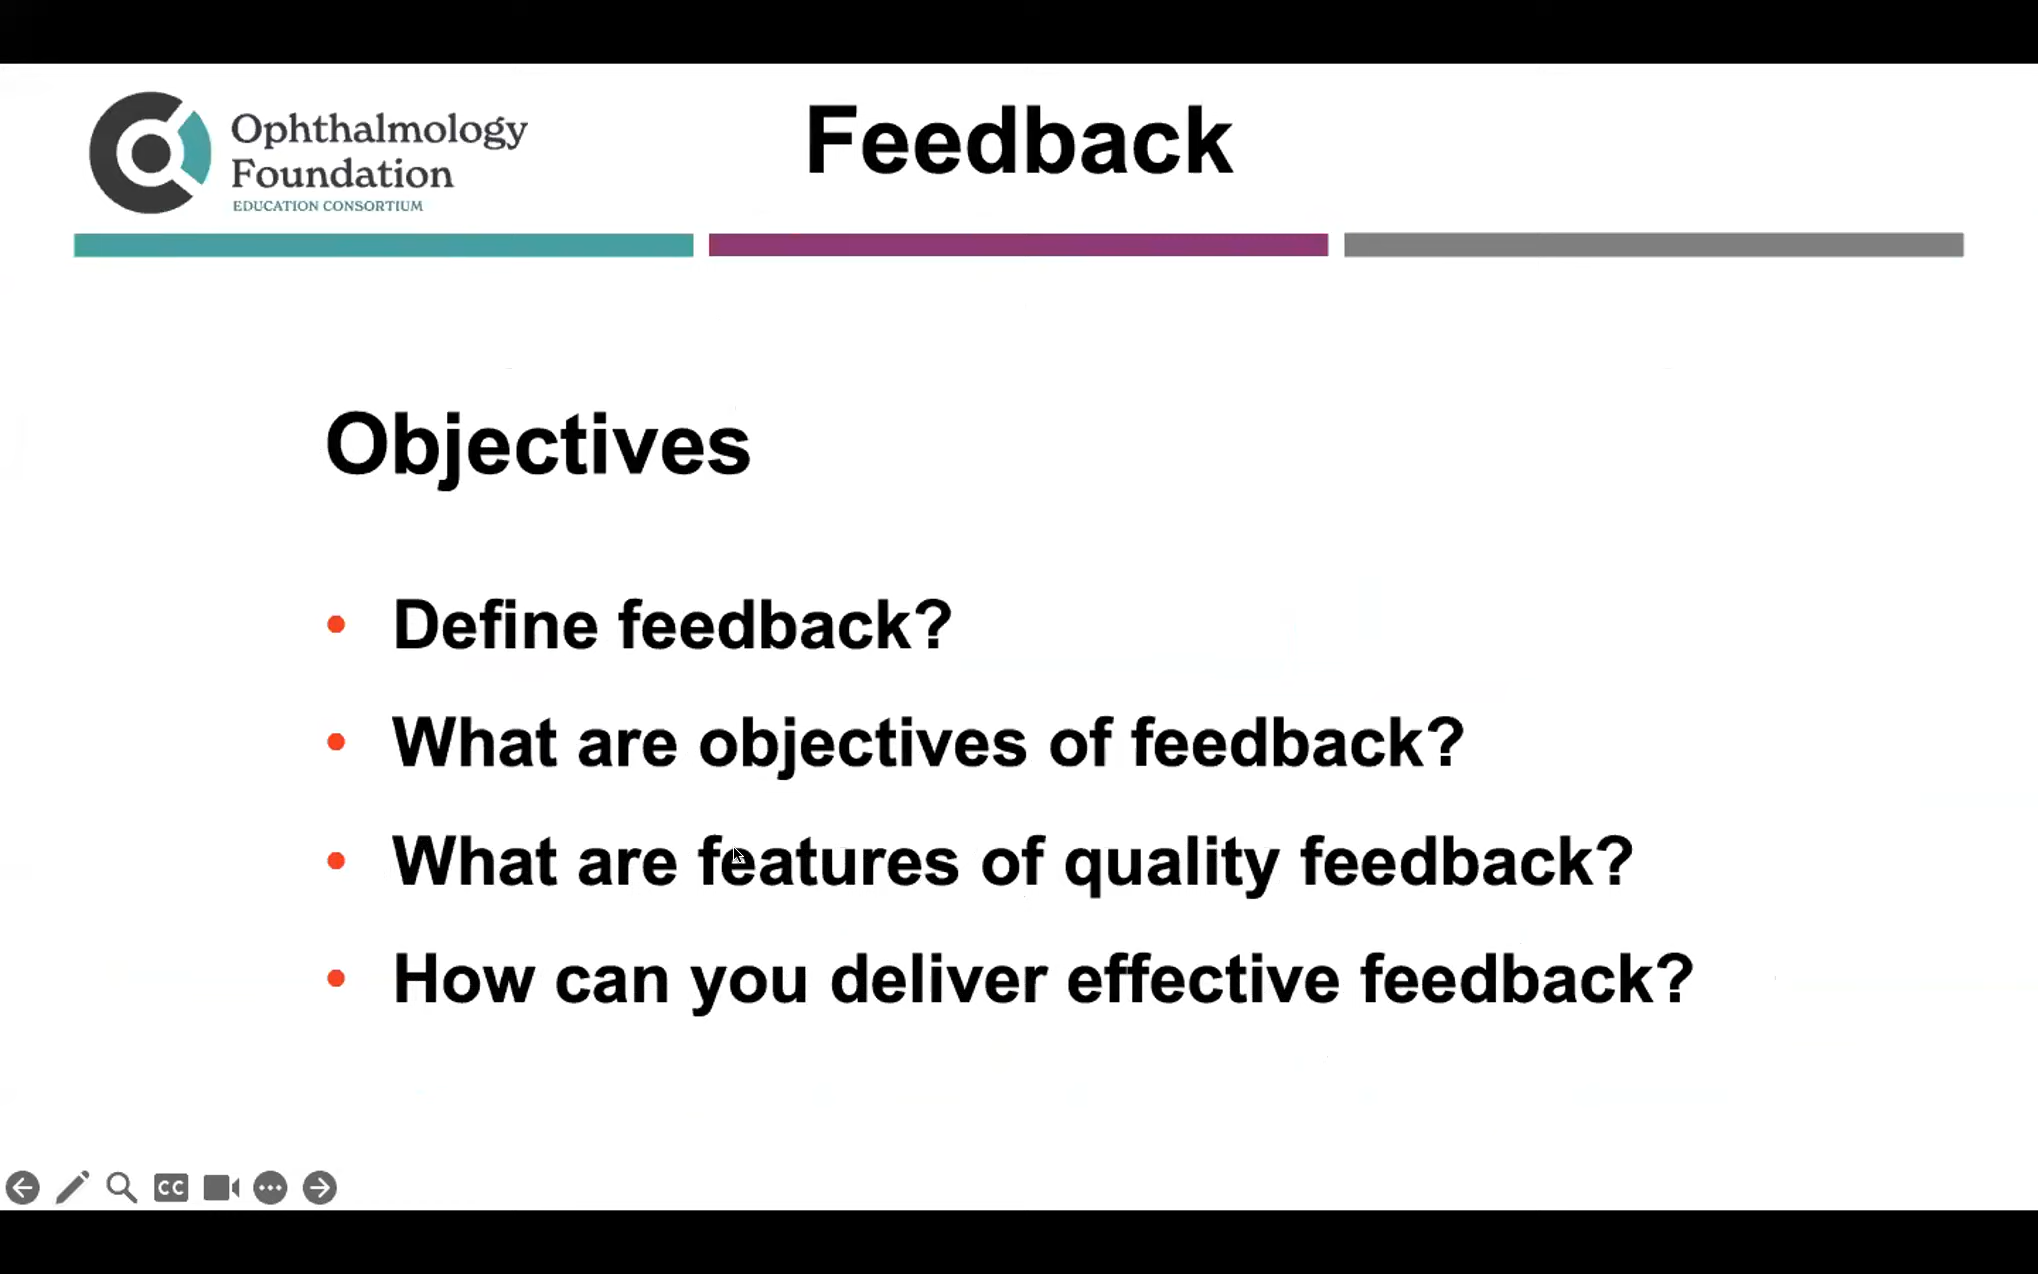 Ophthalmology
Foundation
EDUCATION CONSORTIUM
Feedback
Objectives
• Define feedback?
• What are objectives of feedback?
• What are features of quality feedback?
• How can you deliver effective feedback?
CC